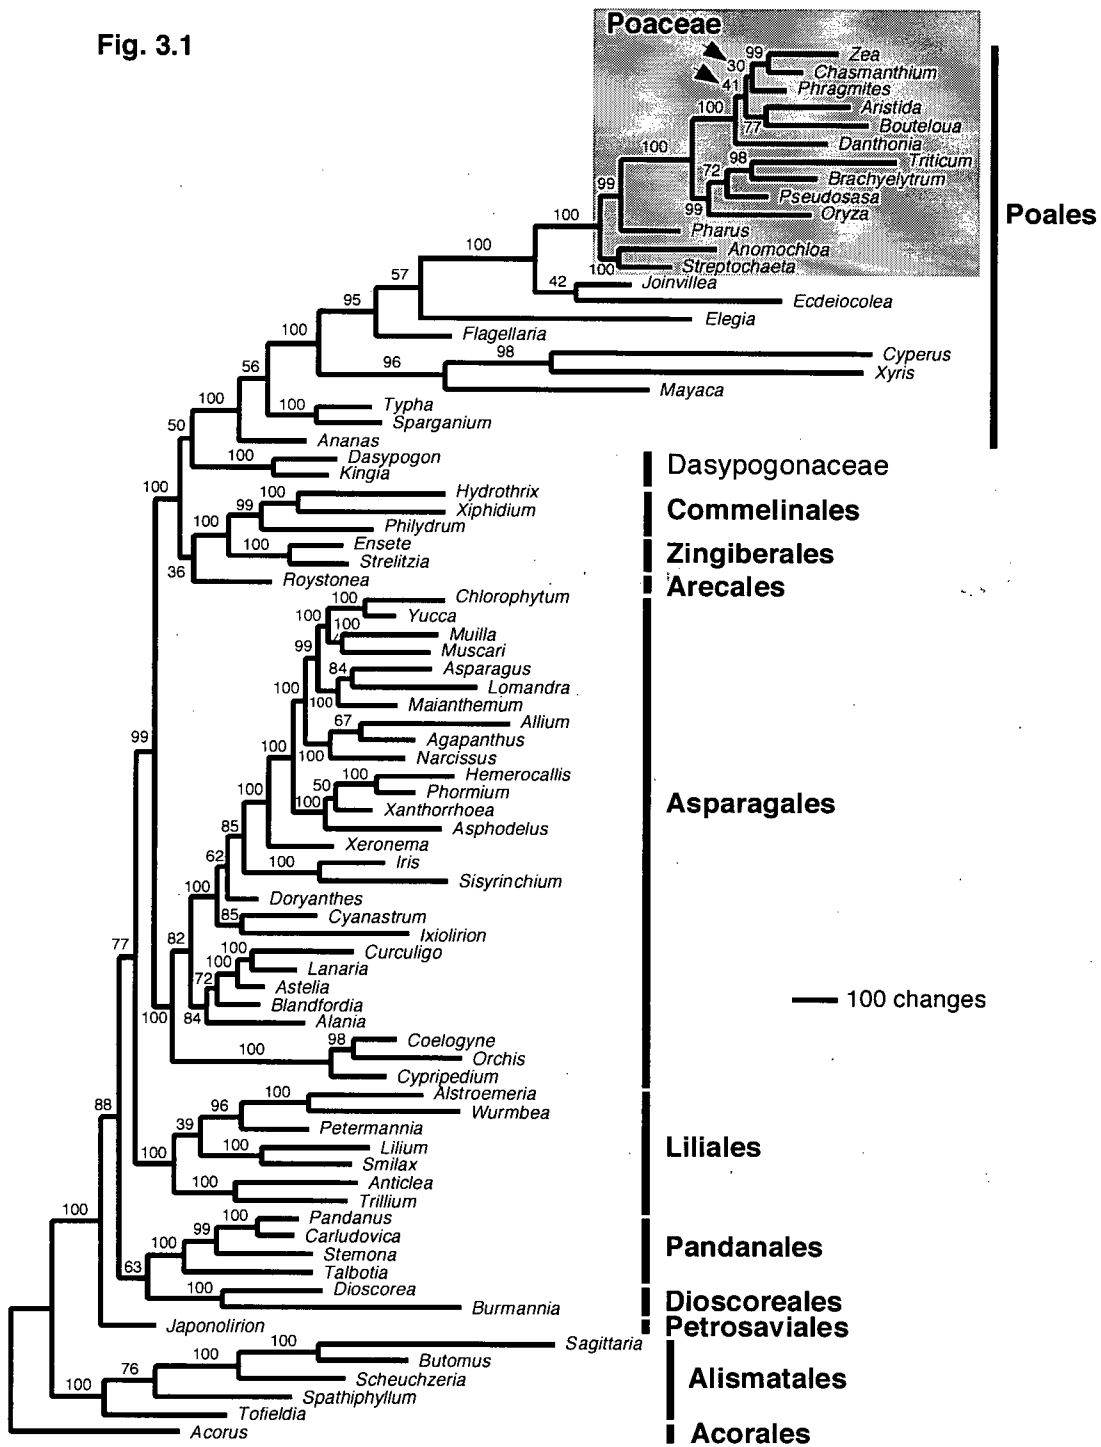 Fig. 3.1
Poaceae
99
Zea
30
Chasmanthium
41
Phragmites
100
Aristida
77
Bouteloua
Danthonia
100
98
Triticum
72
Brachyelytrum
99
Pseudosasa
99
Oryza
Poales
100
Pharus
Anomochloa
100
100
Streptochaeta
57
42
Joinvillea
Ecdeiocolea
95
Elegia
100
Flagellaria
98
Cyperus
96
Xyris
56
Mayaca
100
100
Typha
Sparganium
50
Ananas
100
Dasypogon
Dasypogonaceae
Kingia
100
100
Hydrothrix
99
Xiphidium
Commelinales
100
Philydrum
100
Ensete
Zingiberales
Strelitzia
36
Roystonea
Arecales
100
Chlorophytum
100
Yucca
100
Muilla
99
Muscari
84
Asparagus
100
Lomandra
100
Maianthemum
67
Allium
100
Agapanthus
100
Narcissus
100
Hemerocallis
50
Phormium
100
100
Xanthorrhoea
Asparagales
85
Asphodelus
Xeronema
62
100
Iris
Sisyrinchium
100
Doryanthes
85
Cyanastrum
Ixiolirion
82
100
Curculigo
100
Lanaria
72
Astelia
Blandfordia
84
Alania
100 changes
99
77
100
98
Coelogyne
100
Orchis
Cypripedium
100
Alstroemeria
96
Wurmbea
39
Petermannia
100
Lilium
Liliales
100
Smilax
100
Anticlea
Trillium
88
100
100
Pandanus
99
Carludovica
100
Stemona
Pandanales
63
Talbotia
100
Dioscorea
Dioscoreales
Burmannia
Japonolirion
Petrosaviales
100
Sagittaria
100
Butomus
76
Scheuchzeria
Alismatales
100
Spathiphyllum
Tofieldia
Acorus
Acorales